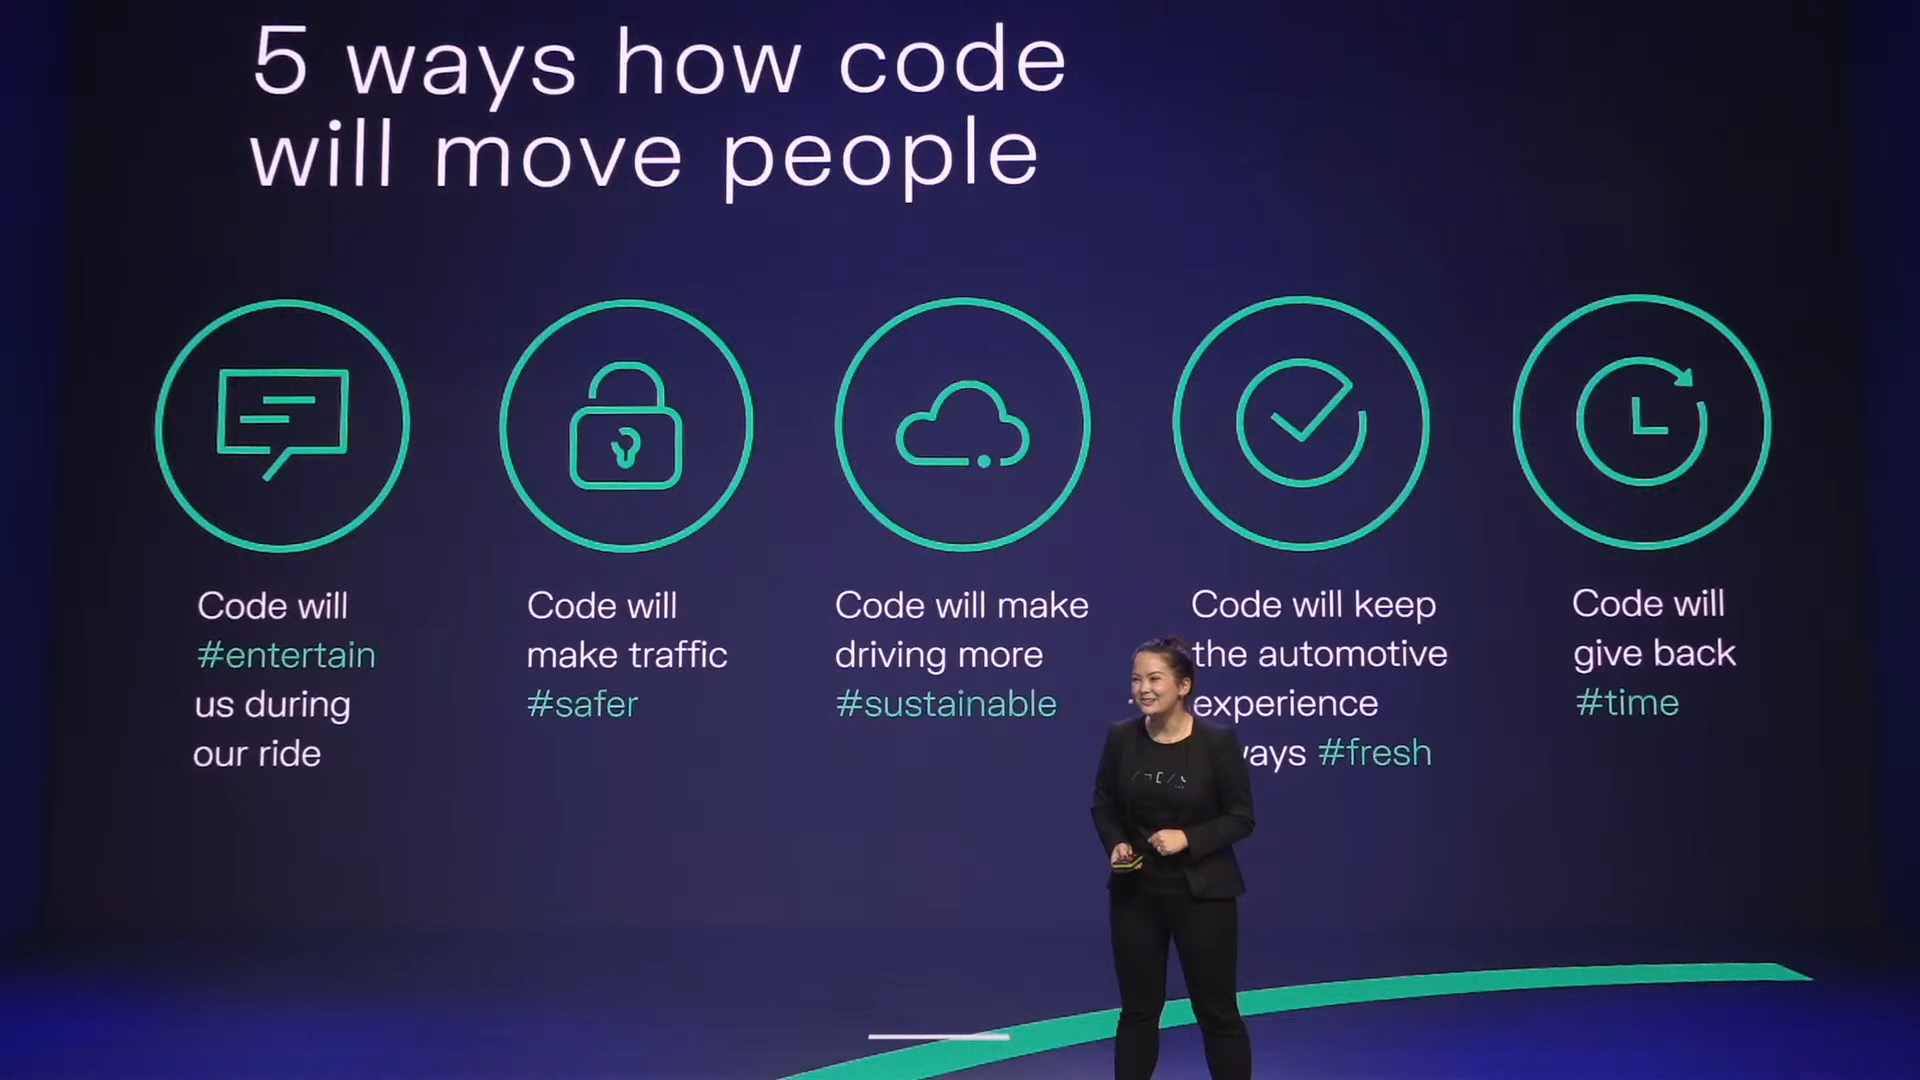 5 ways how code
will move people
Code will
#entertain
us during
our ride
Code will
make traffic
#safer
Code will make
driving more
#sustainable
Code will keep
the automotive
experience
#fresh
Code will
give back
#time